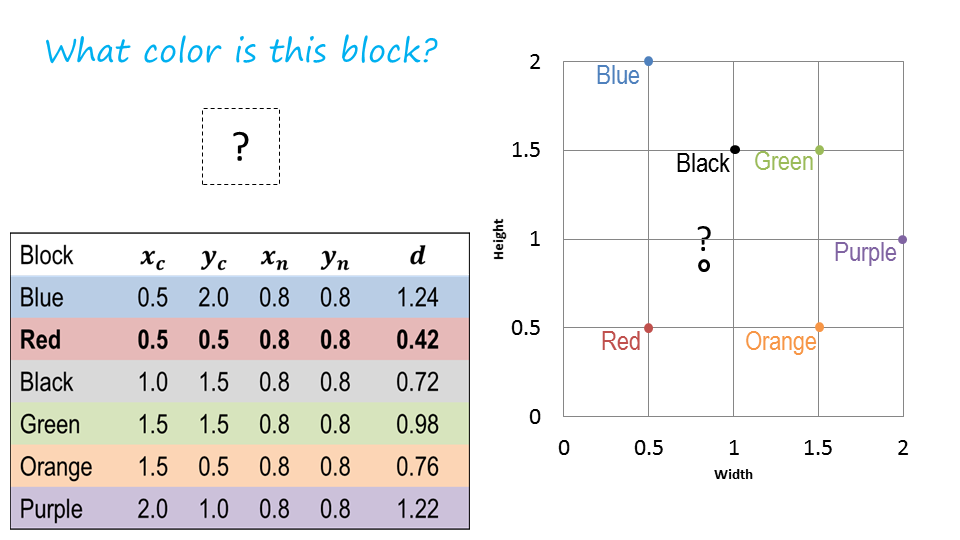 What color is this block?
?
Block x_c y_c x_n y_n d
Blue 0.5 2.0 0.8 0.8 1.24
Red 0.5 0.5 0.8 0.8 0.42
Black 1.0 1.5 0.8 0.8 0.72
Green 1.5 1.5 0.8 0.8 0.98
Orange 1.5 0.5 0.8 0.8 0.76
Purple 2.0 1.0 0.8 0.8 1.22
Height
2
1.5
1
0.5
0
0 0.5 1 1.5 2
Width
Blue
Black
Green
?
Purple
Red
Orange